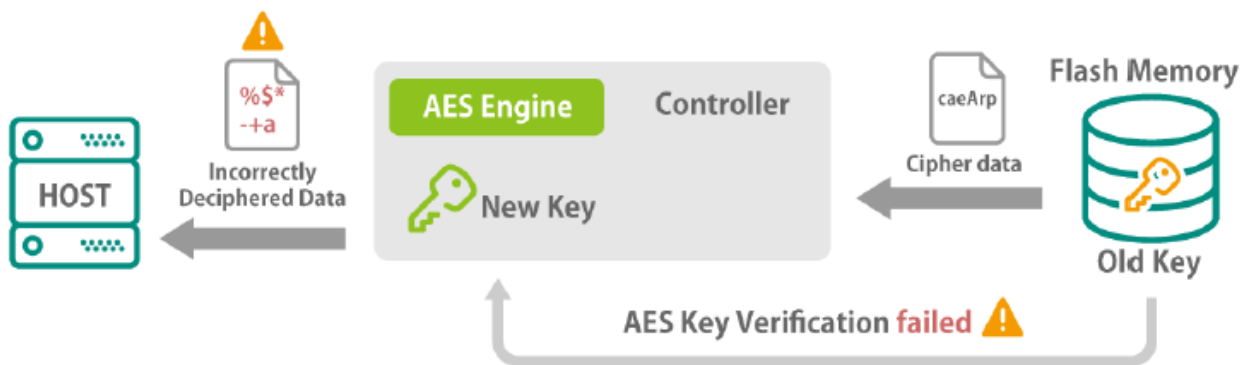 %$*
-+a
Incorrectly
Deciphered Data
HOST
AES Engine
Controller
New Key
caeArp
Cipher data
Flash Memory
Old Key
AES Key Verification failed